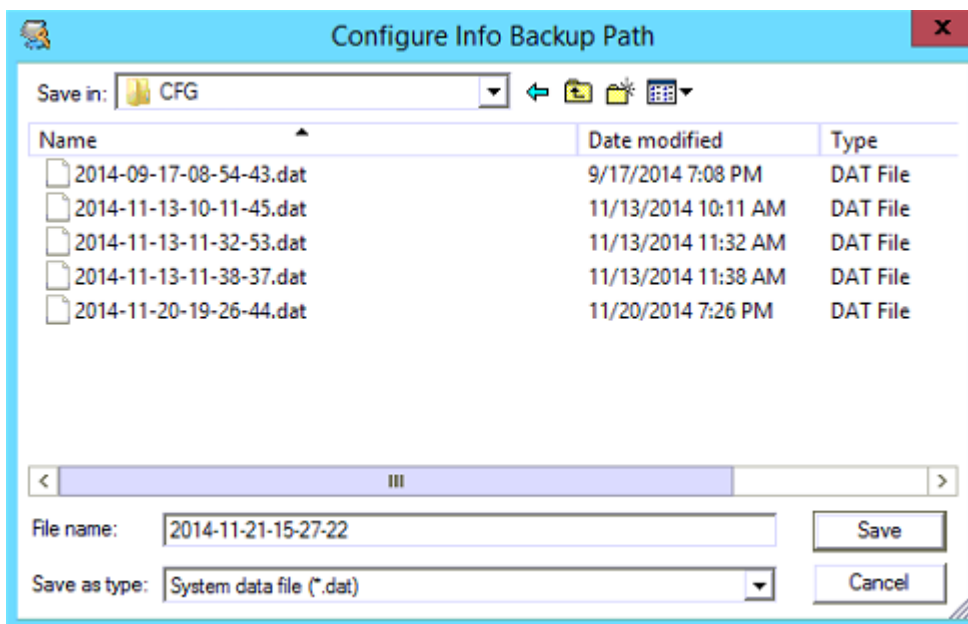 Configure Info Backup Path
x
Save in: CFG
Name Date modified Type
2014-09-17-08-54-43.dat 9/17/2014 7:08 PM DAT File
2014-11-13-10-11-45.dat 11/13/2014 10:11 AM DAT File
2014-11-13-11-32-53.dat 11/13/2014 11:32 AM DAT File
2014-11-13-11-38-37.dat 11/13/2014 11:38 AM DAT File
2014-11-20-19-26-44.dat 11/20/2014 7:26 PM DAT File
File name: 2014-11-21-15-27-22 Save
Save as type: System data file (*.dat) Cancel